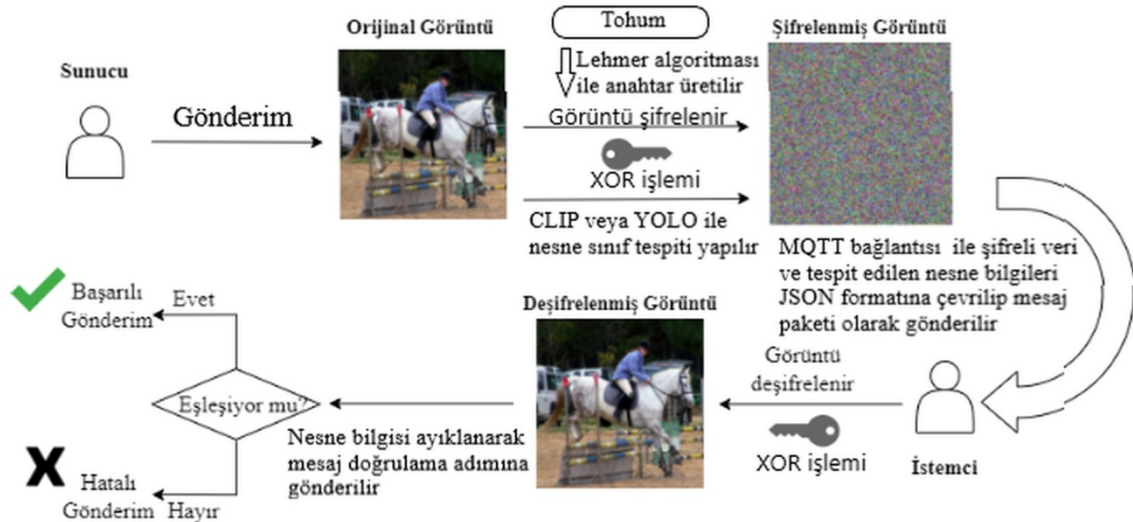 Orijinal Görüntü
Tohum
Şifrelenmiş Görüntü
Sunucu
Lehmer algoritması
ile anahtar üretilir
Gönderim
Görüntü şifrelenir
XOR işlemi
CLIP veya YOLO ile
nesne sınıf tespiti yapılır
MQTT bağlantısı ile şifreli veri
ve tespit edilen nesne bilgileri
JSON formatına çevrilip mesaj
paketi olarak gönderilir
Başarılı
Gönderim
Evet
Deşifrelenmiş Görüntü
Görüntü
deşifrelenir
Eşleşiyor mu?
Nesne bilgisi ayıklanarak
mesaj doğrulama adımına
gönderilir
XOR işlemi
İstemci
Hatalı
Gönderim
Hayır